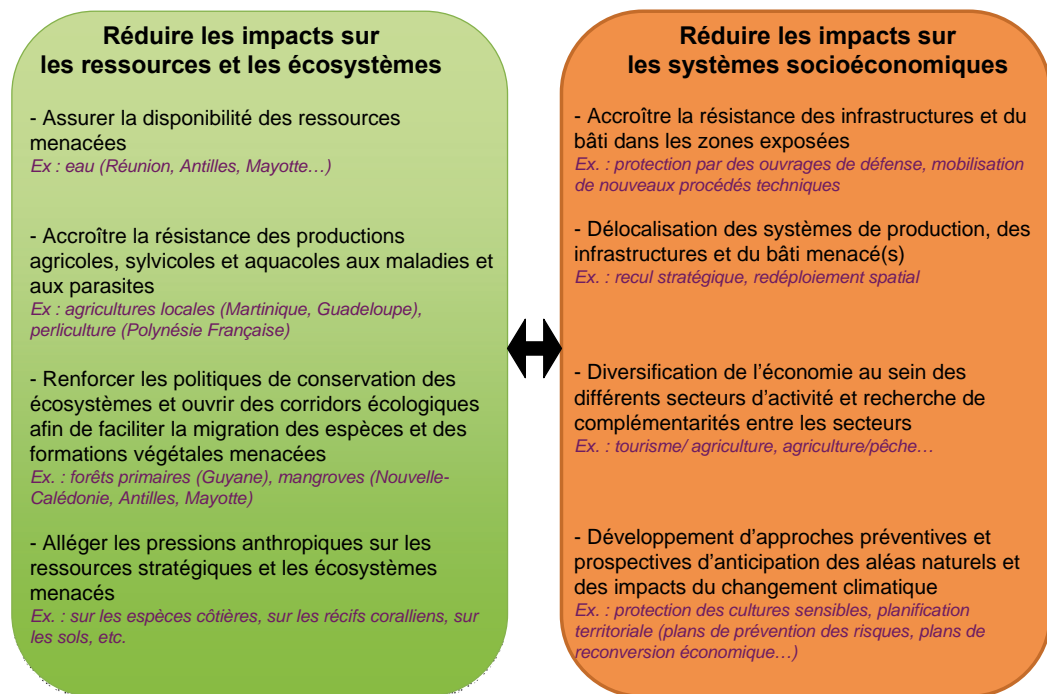 Réduire les impacts sur
les ressources et les écosystèmes
- Assurer la disponibilité des ressources
menacées
Ex : eau (Réunion, Antilles, Mayotte…)
- Accroître la résistance des productions
agricoles, sylvicoles et aquacoles aux maladies et
aux parasites
Ex : agricultures locales (Martinique, Guadeloupe),
perliculture (Polynésie Française)
- Renforcer les politiques de conservation des
écosystèmes et ouvrir des corridors écologiques
afin de faciliter la migration des espèces et des
formations végétales menacées
Ex. : forêts primaires (Guyane), mangroves (Nouvelle-
Calédonie, Antilles, Mayotte)
- Alléger les pressions anthropiques sur les
ressources stratégiques et les écosystèmes
menacés
Ex. : sur les espèces côtières, sur les récifs coralliens, sur
les sols, etc.
Réduire les impacts sur
les systèmes socioéconomiques
- Accroître la résistance des infrastructures et du
bâti dans les zones exposées
Ex. : protection par des ouvrages de défense, mobilisation
de nouveaux procédés techniques
- Délocalisation des systèmes de production, des
infrastructures et du bâti menacé(s)
Ex. : recul stratégique, redéploiement spatial
- Diversification de l’économie au sein des
différents secteurs d’activité et recherche de
complémentarités entre les secteurs
Ex. : tourisme/ agriculture, agriculture/pêche…
- Développement d’approches préventives et
prospectives d’anticipation des aléas naturels et
des impacts du changement climatique
Ex. : protection des cultures sensibles, planification
territoriale (plans de prévention des risques, plans de
reconversion économique…)